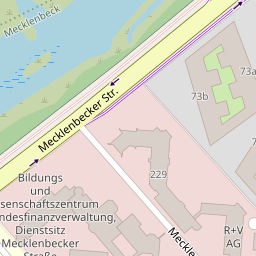 Mecklenbeck
73a
73b
Mecklenbecker Str.
Bildungs
und
senschaftszentrum
ndesfinanzverwaltung,
Dienstsitz
Mecklenbecker
Straße
229
R+V
AG
Meckle